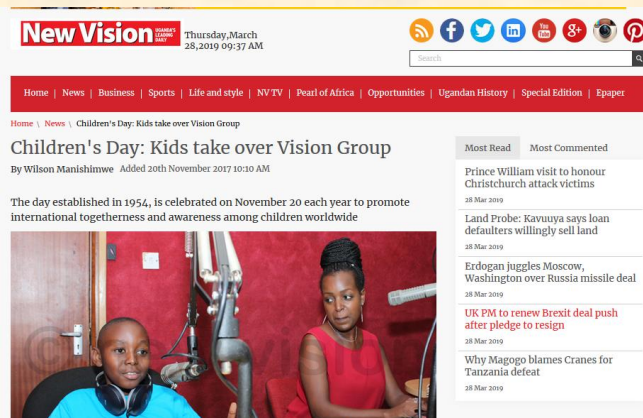 New Vision UGANDA'S LEADING DAILY
Thursday,March
28,2019 09:37 AM
Search
Home | News | Business | Sports | Life and style | NV TV | Pearl of Africa | Opportunities | Ugandan History | Special Edition | Epaper
Home \ News \ Children's Day: Kids take over Vision Group
Children's Day: Kids take over Vision Group
By Wilson Manishimwe Added 20th November 2017 10:10 AM
The day established in 1954, is celebrated on November 20 each year to promote
international togetherness and awareness among children worldwide
Most Read Most Commented
Prince William visit to honour
Christchurch attack victims
28 Mar 2019
Land Probe: Kavuuya says loan
defaulters willingly sell land
28 Mar 2019
Erdogan juggles Moscow,
Washington over Russia missile deal
28 Mar 2019
UK PM to renew Brexit deal push
after pledge to resign
28 Mar 2019
Why Magogo blames Cranes for
Tanzania defeat
28 Mar 2019